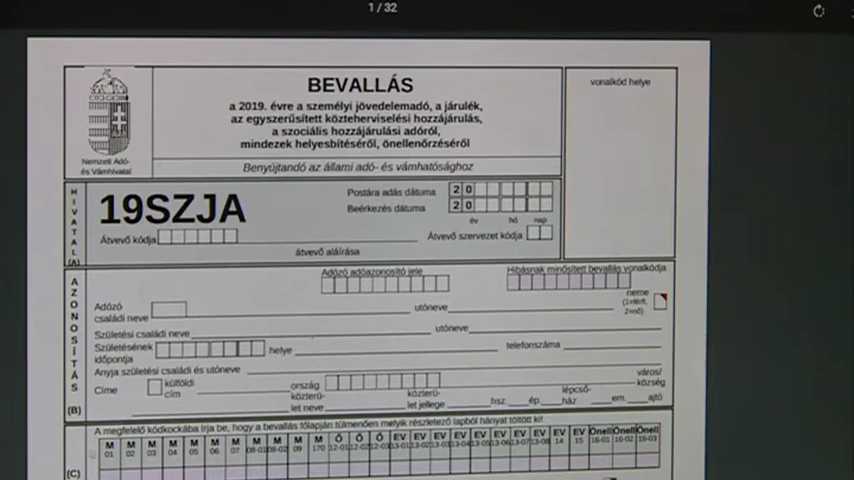 1 / 32
BEVALLÁS
a 2019. évre a személyi jövedelemadó, a járulék,
az egyszerűsített közteherviselési hozzájárulás,
a szociális hozzájárulási adóról,
mindezek helyesbítéséről, önellenőrzéséről
Benyújtandó az állami adó- és vámhatósághoz
vonalkód helye
Nemzeti Adó-
és Vámhivatal
HIVATAL
(A)
19SZJA
Postára adás dátuma 2 0
Beérkezés dátuma 2 0
év hó nap
Átvevő kódja
Átvevő szervezet kódja
átvevő aláírása
AZONOSÍTÁS
(B)
Adózó adóazonosító jele
Hibásnak minősített bevallás vonalkódja
Adózó
családi neve
utóneve
neme
(1=férfi,
2=nő)
Születési családi neve
utóneve
Születésének
időpontja
helye
telefonszáma
Anyja születési családi és utóneve
Címe
külföldi
cím
ország
város/
község
közterü-
let neve
közterü-
let jellege
hsz.
ép.
lépcső-
ház
em.
ajtó
A megfelelő kódkockába írja be, hogy a bevallás főlapján túlmenően melyik részletező lapból hányat töltött ki!
(C)
M M M M M M M M M M M Ö Ö Ö EV EV EV EV EV EV EV EV EV EV Önell Önell Önell
01 02 03 04 05 06 07 08-01 08-02 09 170 12-01 12-02 12-03 13-01 13-02 13-03 13-04 13-05 13-06 13-07 13-08 14 15 16-01 16-02 16-03